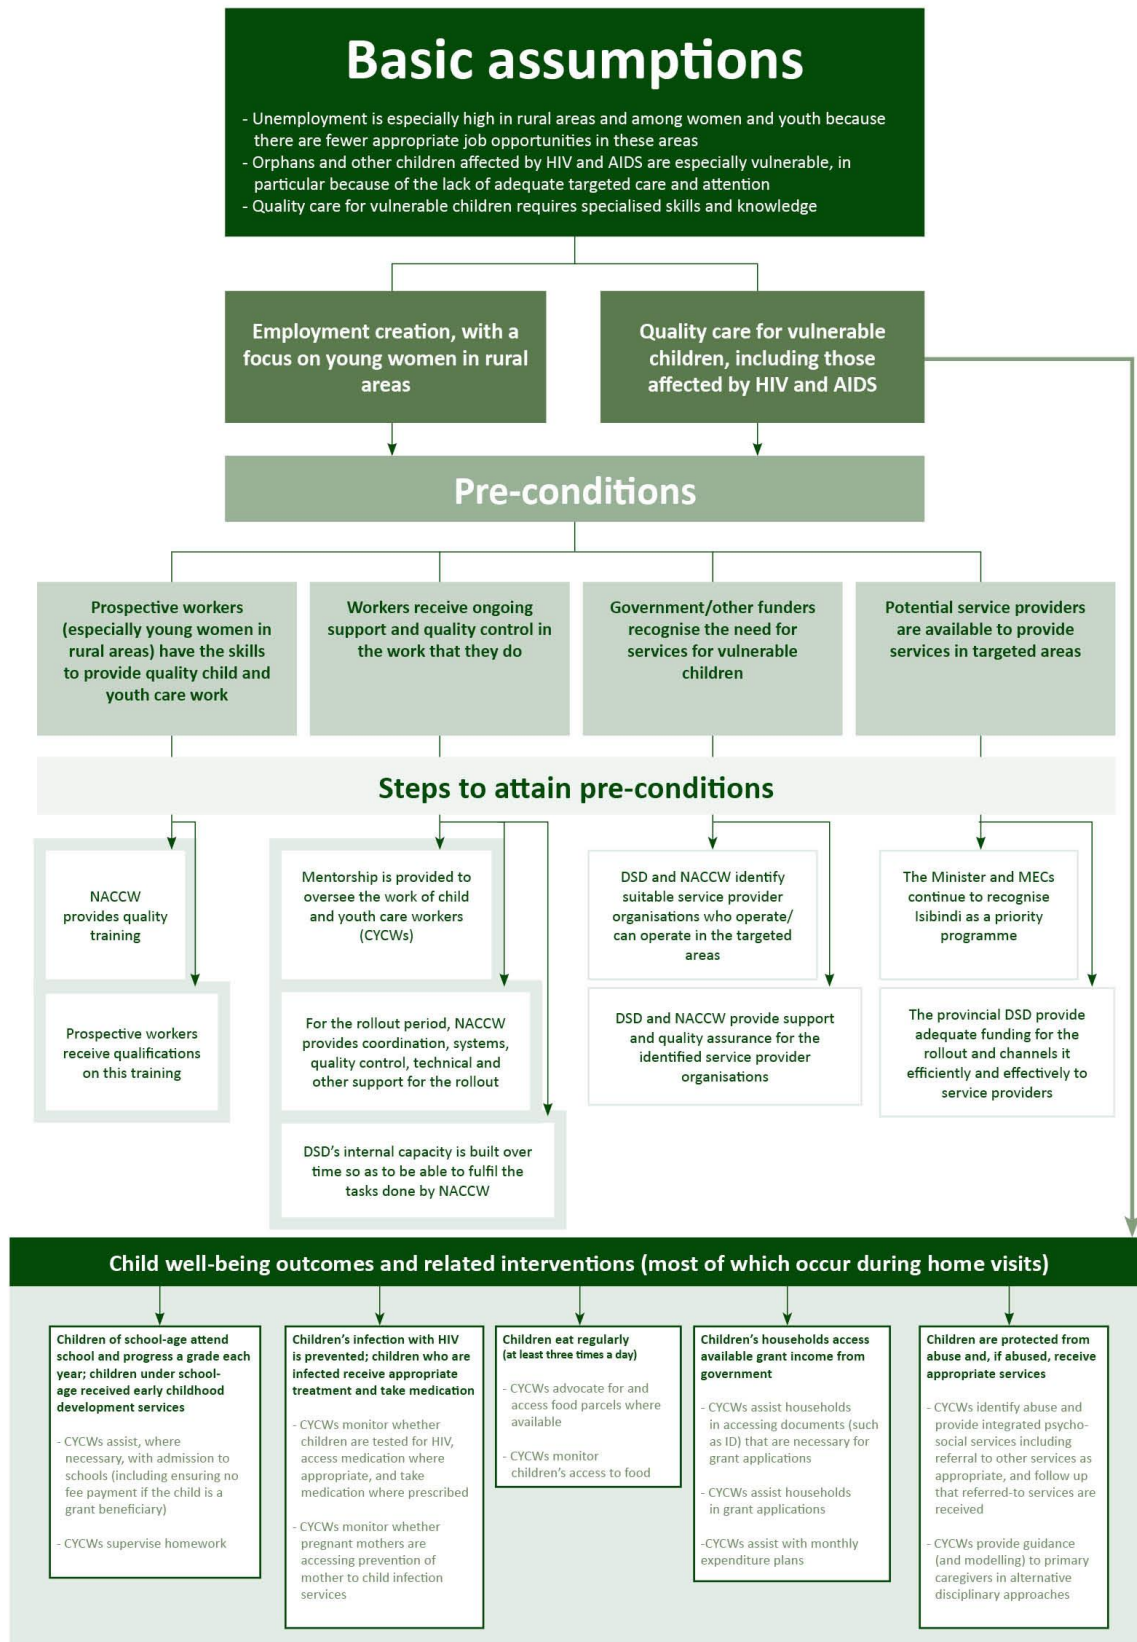 Basic assumptions
- Unemployment is especially high in rural areas and among women and youth because
there are fewer appropriate job opportunities in these areas
- Orphans and other children affected by HIV and AIDS are especially vulnerable, in
particular because of the lack of adequate targeted care and attention
- Quality care for vulnerable children requires specialised skills and knowledge
Employment creation, with a
focus on young women in rural
areas
Quality care for vulnerable
children, including those
affected by HIV and AIDS
Pre-conditions
Prospective workers
(especially young women in
rural areas) have the skills
to provide quality child and
youth care work
Workers receive ongoing
support and quality control in
the work that they do
Government/other funders
recognise the need for
services for vulnerable
children
Potential service providers
are available to provide
services in targeted areas
Steps to attain pre-conditions
NACCW
provides quality
training
Prospective workers
receive qualifications
on this training
Mentorship is provided to
oversee the work of child
and youth care workers
(CYCWs)
For the rollout period, NACCW
provides coordination, systems,
quality control, technical and
other support for the rollout
DSD's internal capacity is built over
time so as to be able to fulfil the
tasks done by NACCW
DSD and NACCW identify
suitable service provider
organisations who operate/
can operate in the targeted
areas
DSD and NACCW provide support
and quality assurance for the
identified service provider
organisations
The Minister and MECs
continue to recognise
Isibindi as a priority
programme
The provincial DSD provide
adequate funding for the
rollout and channels it
efficiently and effectively to
service providers
Child well-being outcomes and related interventions (most of which occur during home visits)
Children of school-age attend
school and progress a grade each
year; children under school-
age received early childhood
development services
- CYCWs assist, where
necessary, with admission to
schools (including ensuring no
fee payment if the child is a
grant beneficiary)
- CYCWs supervise homework
Children's infection with HIV
is prevented; children who are
infected receive appropriate
treatment and take medication
- CYCWs monitor whether
children are tested for HIV,
access medication where
appropriate, and take
medication where prescribed
- CYCWs monitor whether
pregnant mothers are
accessing prevention of
mother to child infection
services
Children eat regularly
(at least three times a day)
- CYCWs advocate for and
access food parcels where
available
- CYCWs monitor
children's access to food
Children's households access
available grant income from
government
- CYCWs assist households
in accessing documents (such
as ID) that are necessary for
grant applications
- CYCWs assist households
in grant applications
-CYCWs assist with monthly
expenditure plans
Children are protected from
abuse and, if abused, receive
appropriate services
- CYCWs identify abuse and
provide integrated psycho-
social services including
referral to other services as
appropriate, and follow up
that referred-to services are
received
- CYCWs provide guidance
(and modelling) to primary
caregivers in alternative
disciplinary approaches